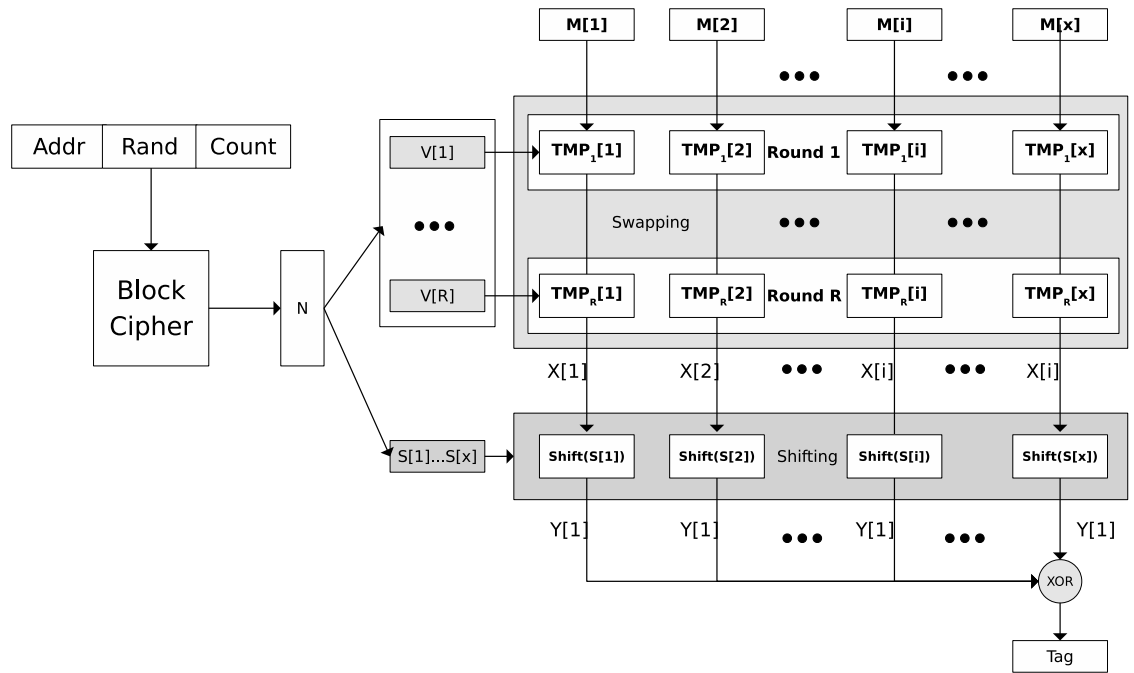 M[1] M[2] M[i] M[x]
Addr Rand Count
V[1] TMP1[1] TMP1[2] Round 1 TMP1[i] TMP1[x]
Swapping
Block
Cipher
N
V[R] TMPR[1] TMPR[2] Round R TMPR[i] TMPR[x]
X[1] X[2] X[i] X[i]
S[1]...S[x] Shift(S[1]) Shift(S[2]) Shifting Shift(S[i]) Shift(S[x])
Y[1] Y[1] Y[1] Y[1]
XOR
Tag